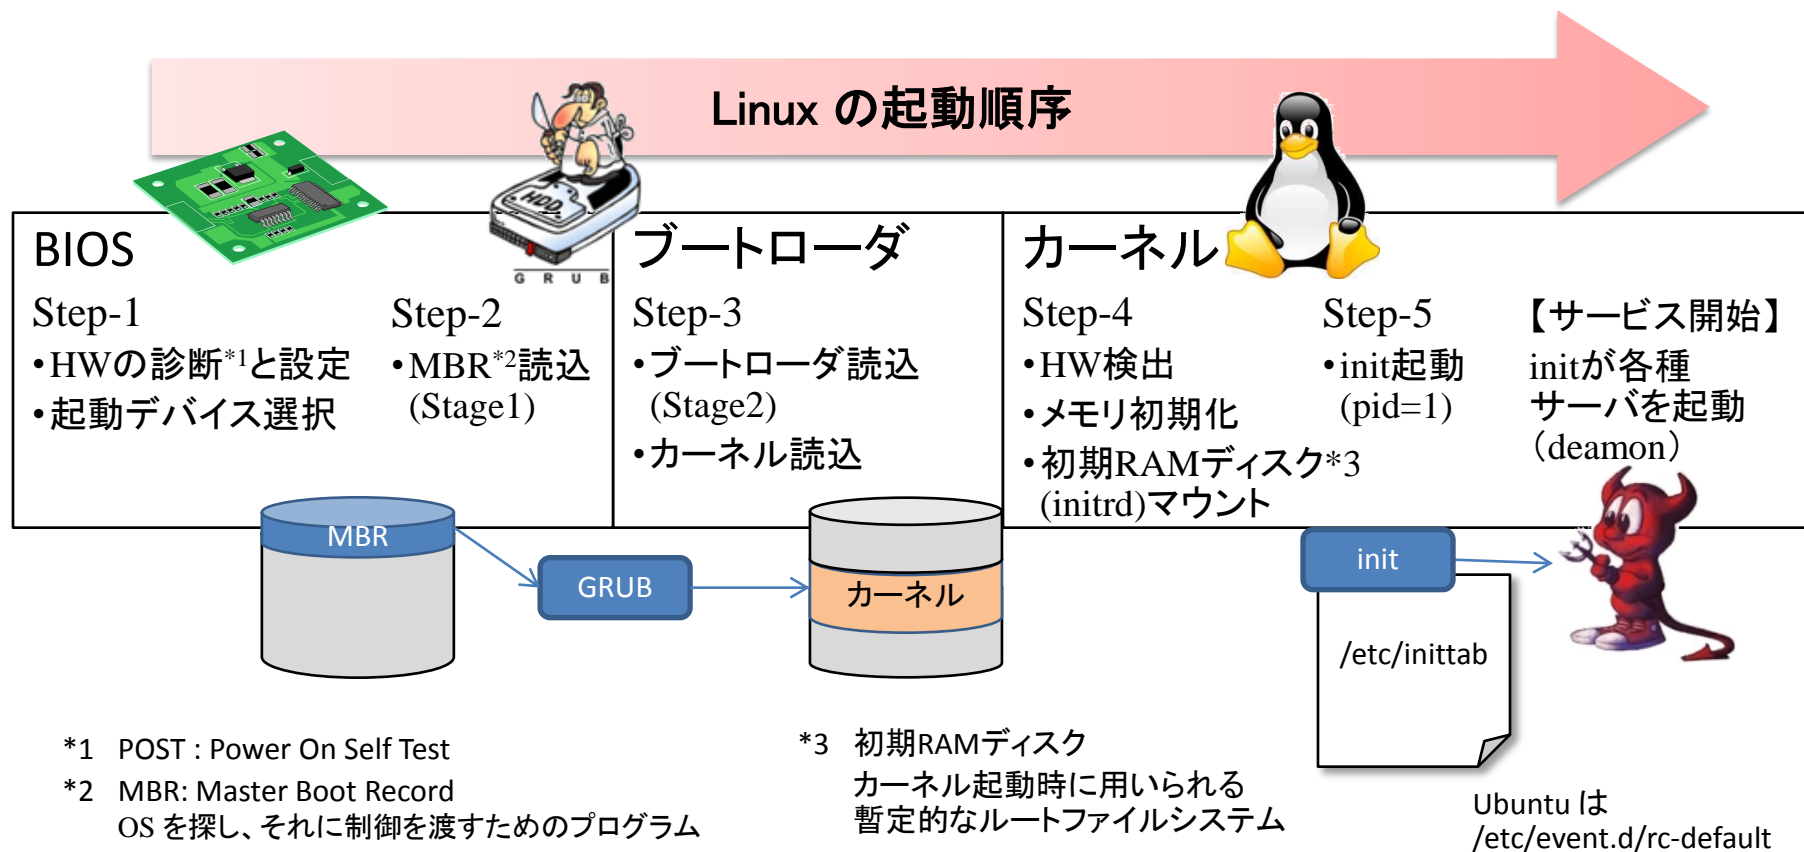 Linux の起動順序
HDD
GRUB
BIOS
Step-1
・HWの診断*1と設定
・起動デバイス選択
Step-2
・MBR*2読込
(Stage1)
ブートローダ
Step-3
・ブートローダ読込
(Stage2)
・カーネル読込
カーネル
Step-4
・HW検出
・メモリ初期化
・初期RAMディスク*3
(initrd)マウント
Step-5
・init起動
(pid=1)
【サービス開始】
initが各種
サーバを起動
（deamon）
MBR
GRUB
カーネル
init
/etc/inittab
*1 POST : Power On Self Test
*2 MBR: Master Boot Record
OS を探し、それに制御を渡すためのプログラム
*3 初期RAMディスク
カーネル起動時に用いられる
暫定的なルートファイルシステム
Ubuntu は
/etc/event.d/rc-default